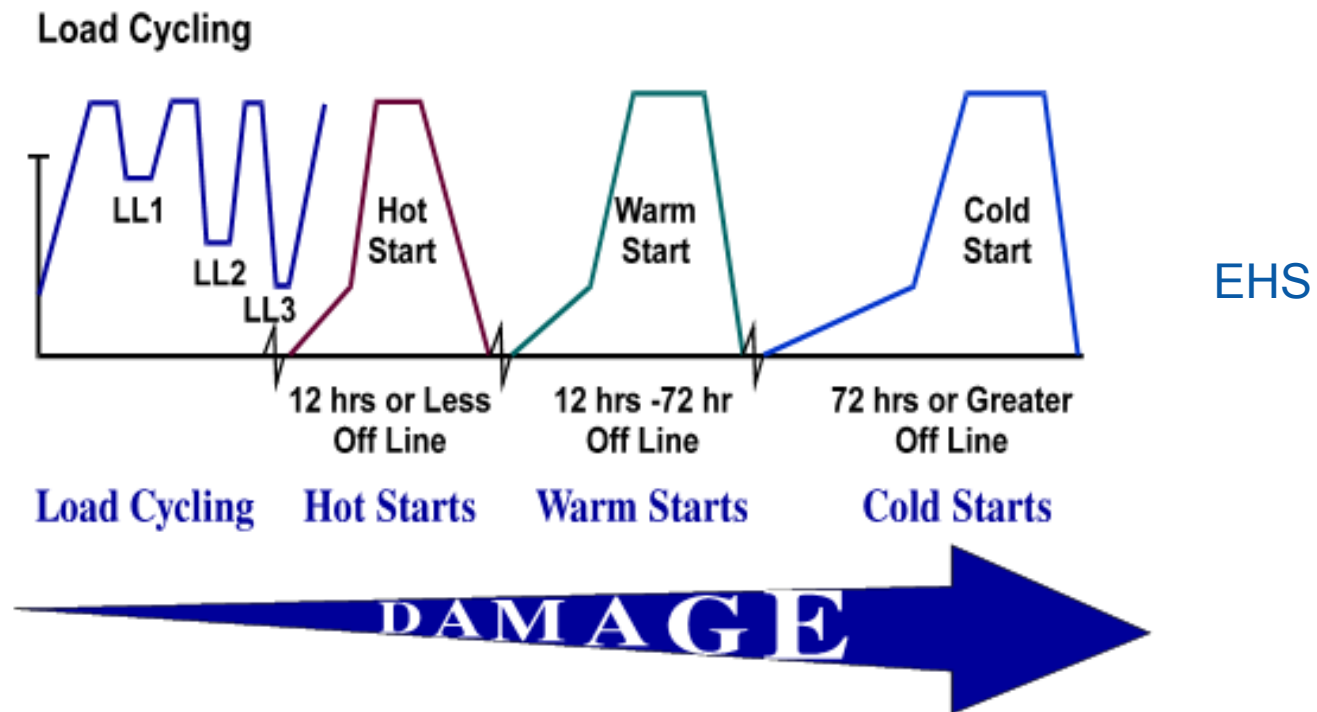 Load Cycling
LL1
LL2
LL3
Hot
Start
Warm
Start
Cold
Start
EHS
12 hrs or Less
Off Line
12 hrs -72 hr
Off Line
72 hrs or Greater
Off Line
Load Cycling
Hot Starts
Warm Starts
Cold Starts
DAMAGE